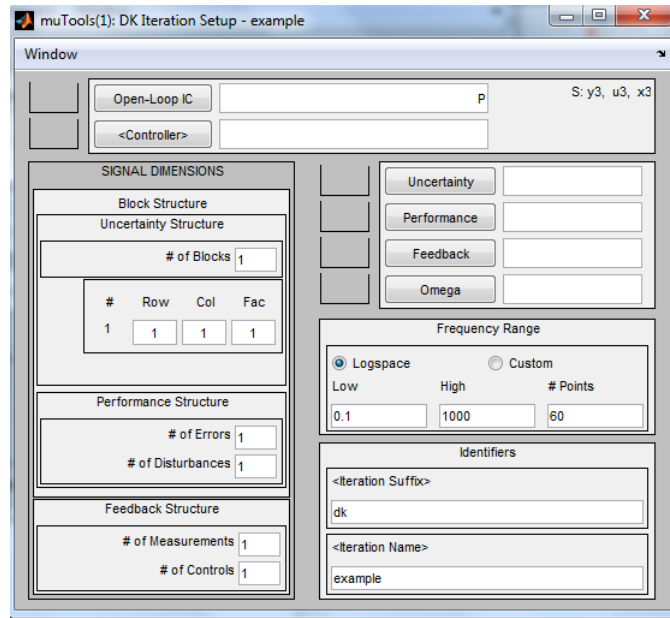 muTools(1): DK Iteration Setup - example
Window
Open-Loop IC
P
S: y3, u3, x3
<Controller>
SIGNAL DIMENSIONS
Block Structure
Uncertainty Structure
# of Blocks 1
# Row Col Fac
1 1 1 1
Performance Structure
# of Errors 1
# of Disturbances 1
Feedback Structure
# of Measurements 1
# of Controls 1
Uncertainty
Performance
Feedback
Omega
Frequency Range
Logspace Custom
Low High # Points
0.1 1000 60
Identifiers
<Iteration Suffix>
dk
<Iteration Name>
example